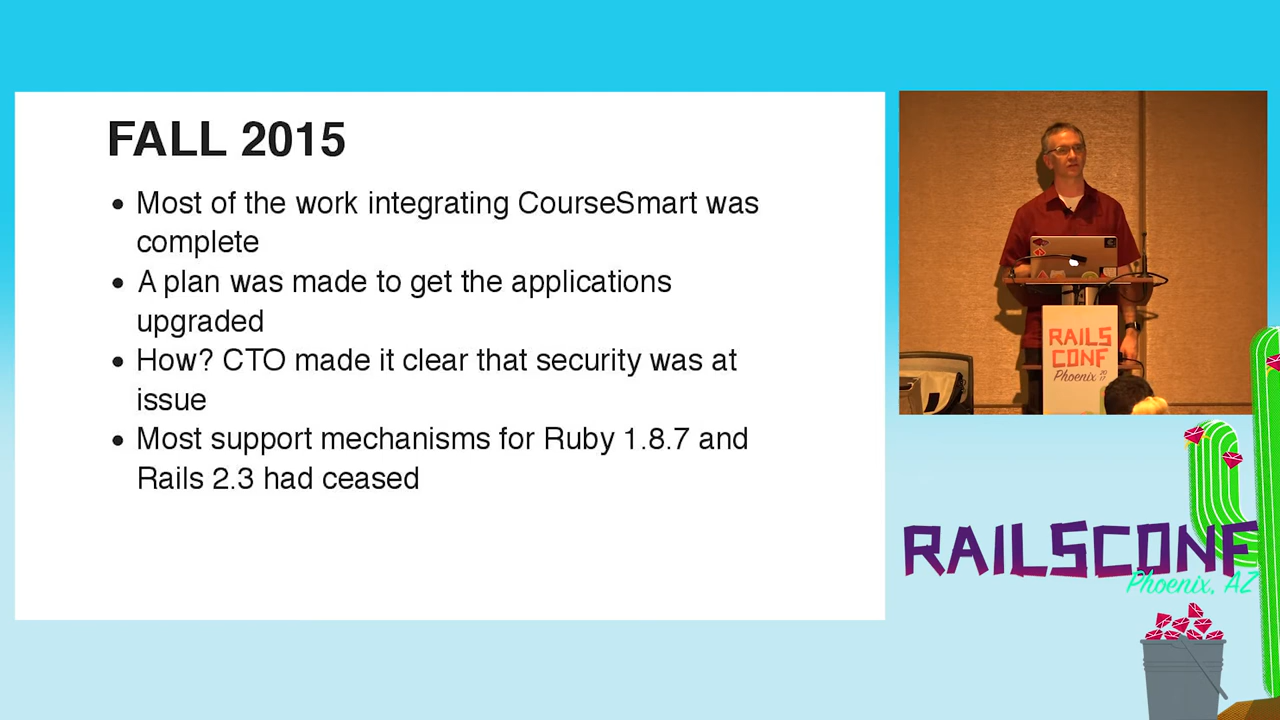 FALL 2015
• Most of the work integrating CourseSmart was
complete
• A plan was made to get the applications
upgraded
• How? CTO made it clear that security was at
issue
• Most support mechanisms for Ruby 1.8.7 and
Rails 2.3 had ceased
RAILS
CONF
Phoenix 20
17
RAILSCONF
Phoenix, AZ